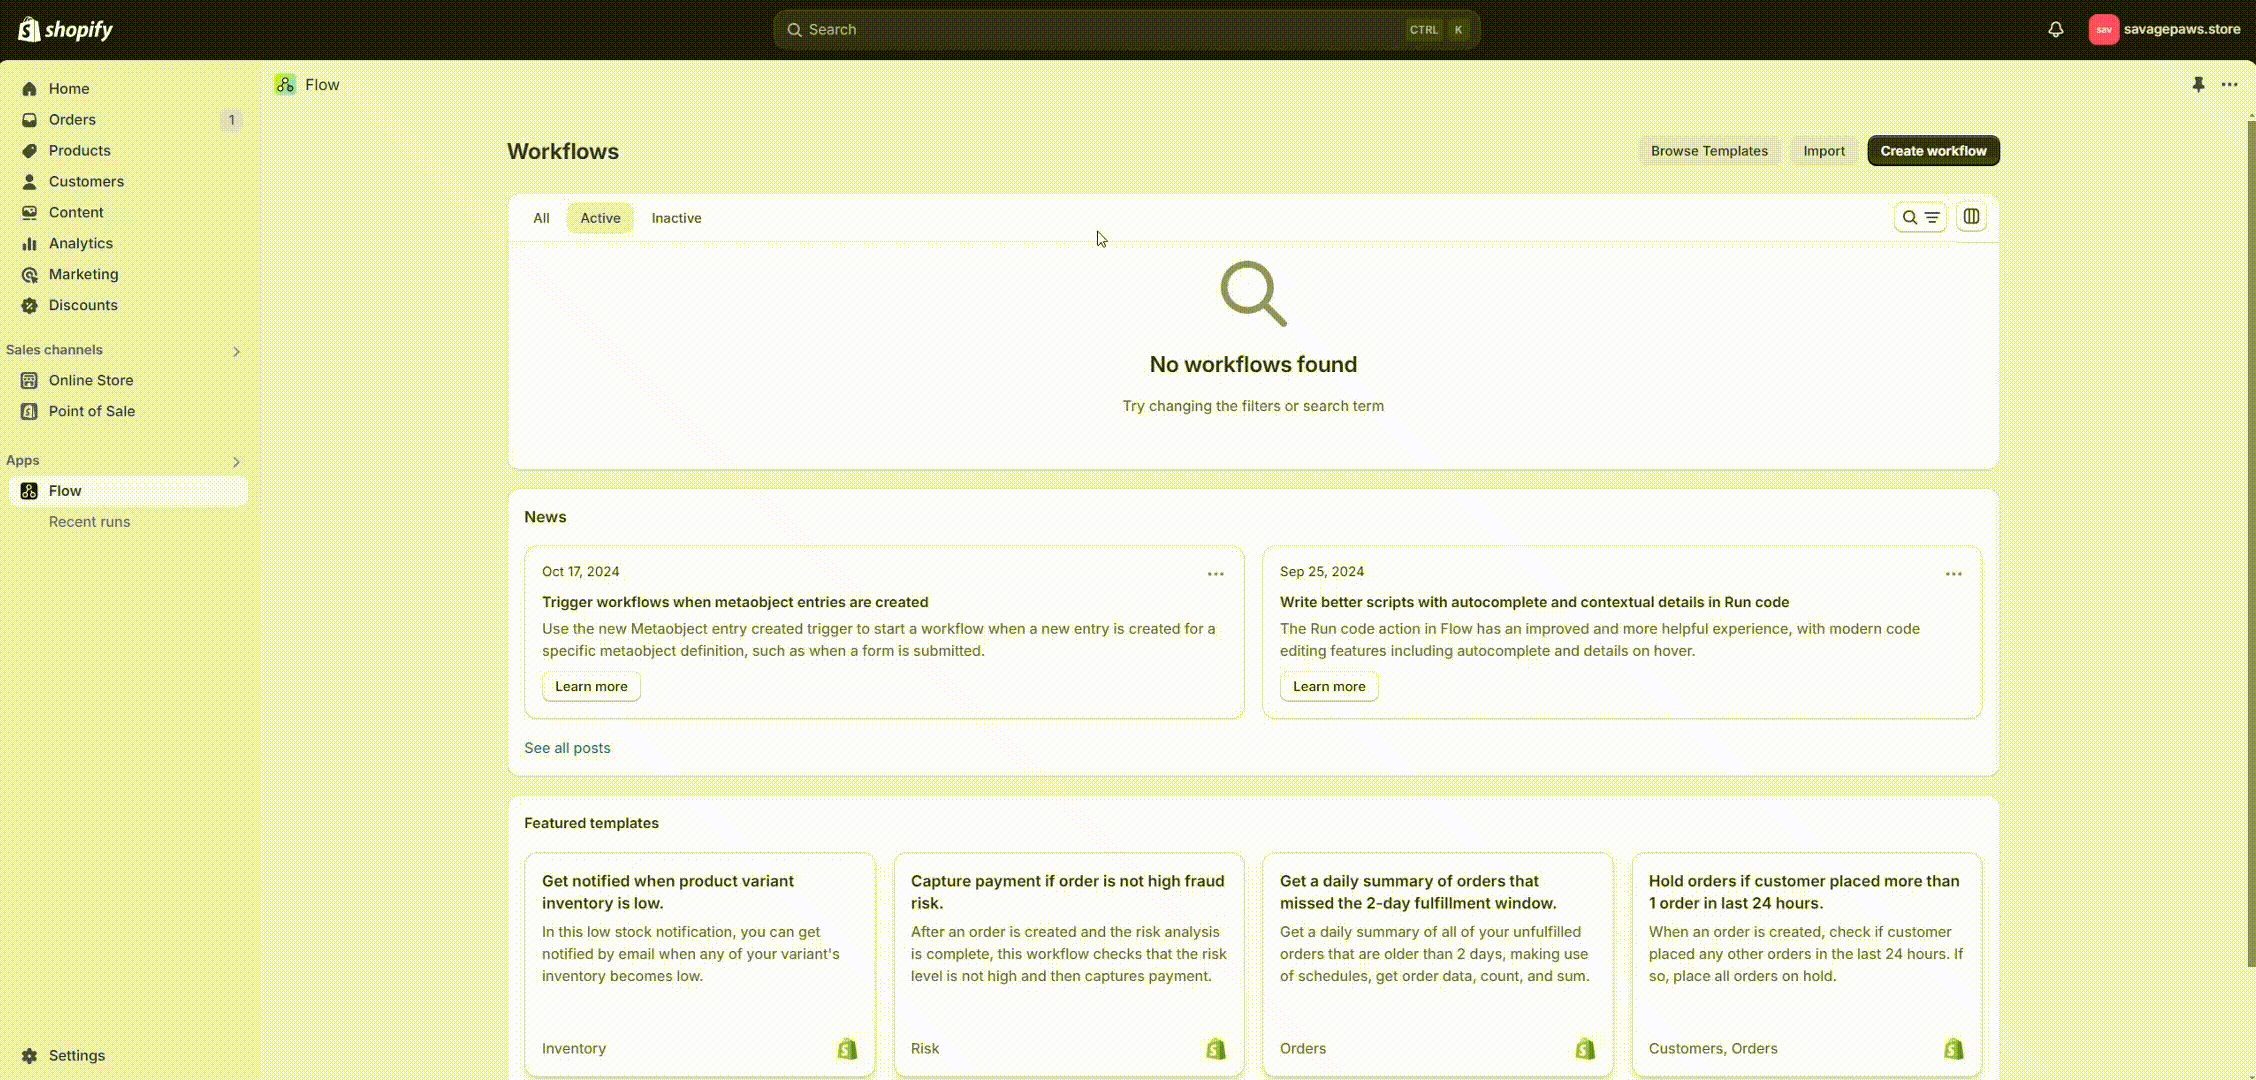 shopify
Search
CTRL K
sav
savagepaws.store
Home
Orders
1
Products
Customers
Content
Analytics
Marketing
Discounts
Sales channels
Online Store
Point of Sale
Apps
Flow
Recent runs
Settings
Flow
Workflows
Browse Templates
Import
Create workflow
All
Active
Inactive
No workflows found
Try changing the filters or search term
News
Oct 17, 2024
Trigger workflows when metaobject entries are created
Use the new Metaobject entry created trigger to start a workflow when a new entry is created for a
specific metaobject definition, such as when a form is submitted.
Learn more
Sep 25, 2024
Write better scripts with autocomplete and contextual details in Run code
The Run code action in Flow has an improved and more helpful experience, with modern code
editing features including autocomplete and details on hover.
Learn more
See all posts
Featured templates
Get notified when product variant
inventory is low.
In this low stock notification, you can get
notified by email when any of your variant's
inventory becomes low.
Inventory
Capture payment if order is not high fraud
risk.
After an order is created and the risk analysis
is complete, this workflow checks that the risk
level is not high and then captures payment.
Risk
Get a daily summary of orders that
missed the 2-day fulfillment window.
Get a daily summary of all of your unfulfilled
orders that are older than 2 days, making use
of schedules, get order data, count, and sum.
Orders
Hold orders if customer placed more than
1 order in last 24 hours.
When an order is created, check if customer
placed any other orders in the last 24 hours. If
so, place all orders on hold.
Customers, Orders